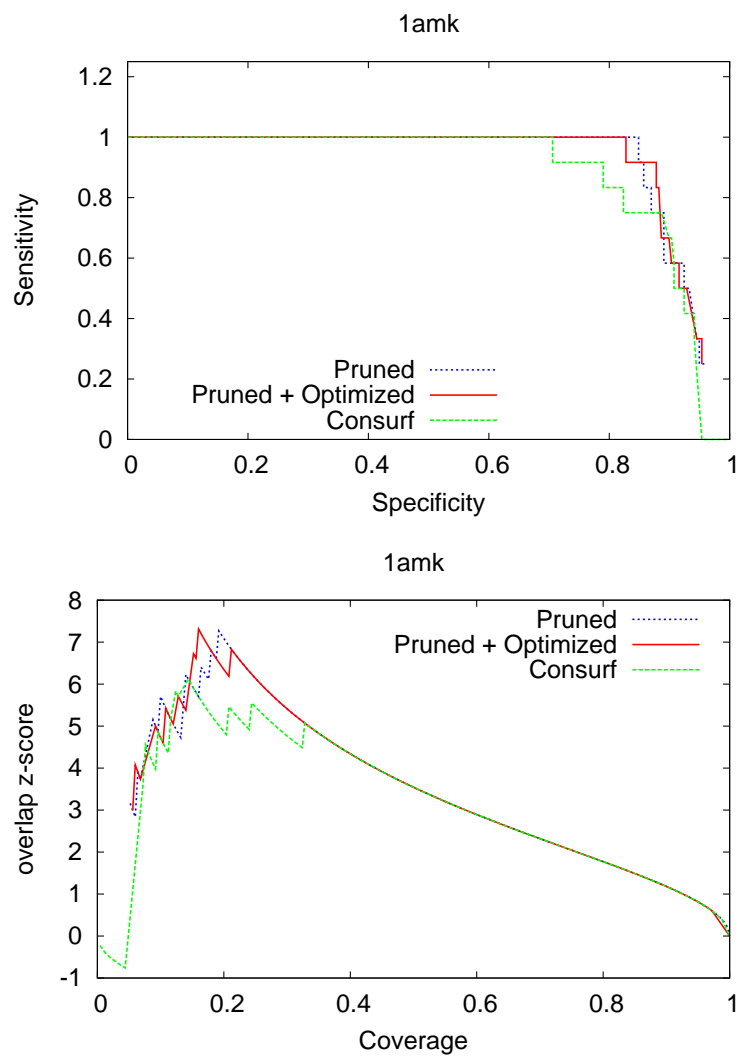 1amk
1.2
1
0.8
0.6
0.4
0.2
0
Sensitivity
Pruned
Pruned + Optimized
Consurf
0 0.2 0.4 0.6 0.8 1
Specificity
1amk
8
7
6
5
4
3
2
1
0
-1
overlap z-score
Pruned
Pruned + Optimized
Consurf
0 0.2 0.4 0.6 0.8 1
Coverage